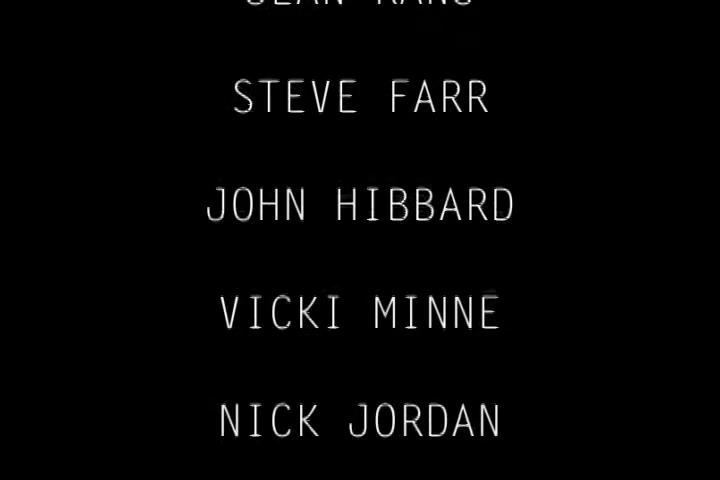 STEVE FARR
JOHN HIBBARD
VICKI MINNE
NICK JORDAN